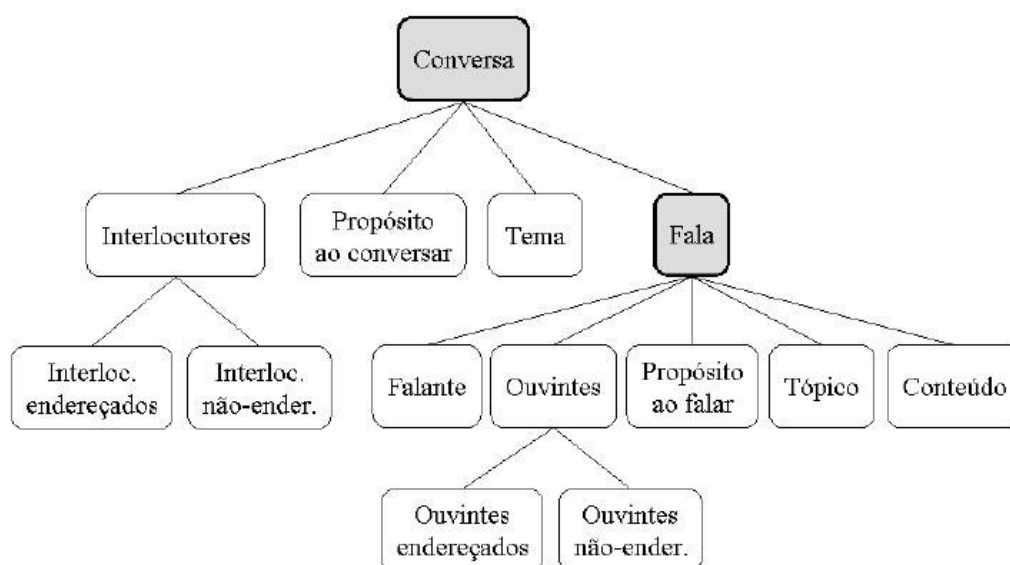 Conversa
Interlocutores
Propósito
ao conversar
Tema
Fala
Interloc.
endereçados
Interloc.
não-ender.
Falante
Ouvintes
Propósito
ao falar
Tópico
Conteúdo
Ouvintes
endereçados
Ouvintes
não-ender.